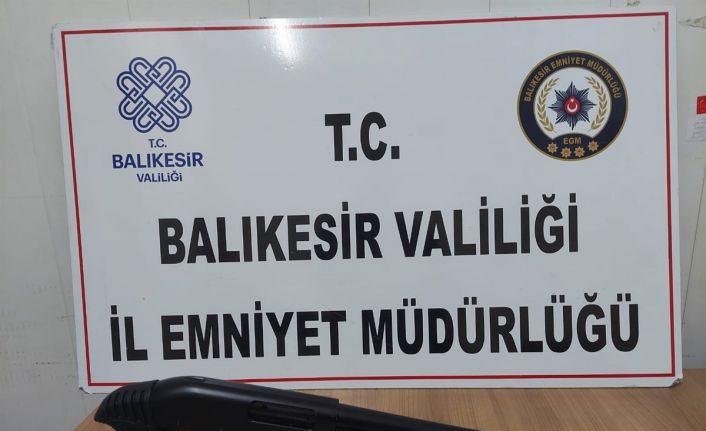 T.C.
BALIKESİR
VALİLİĞİ
BALIKESİR EMNİYET MÜDÜRLÜĞÜ
EGM
T.C.
BALIKESİR VALİLİĞİ
İL EMNİYET MÜDÜRLÜĞÜ